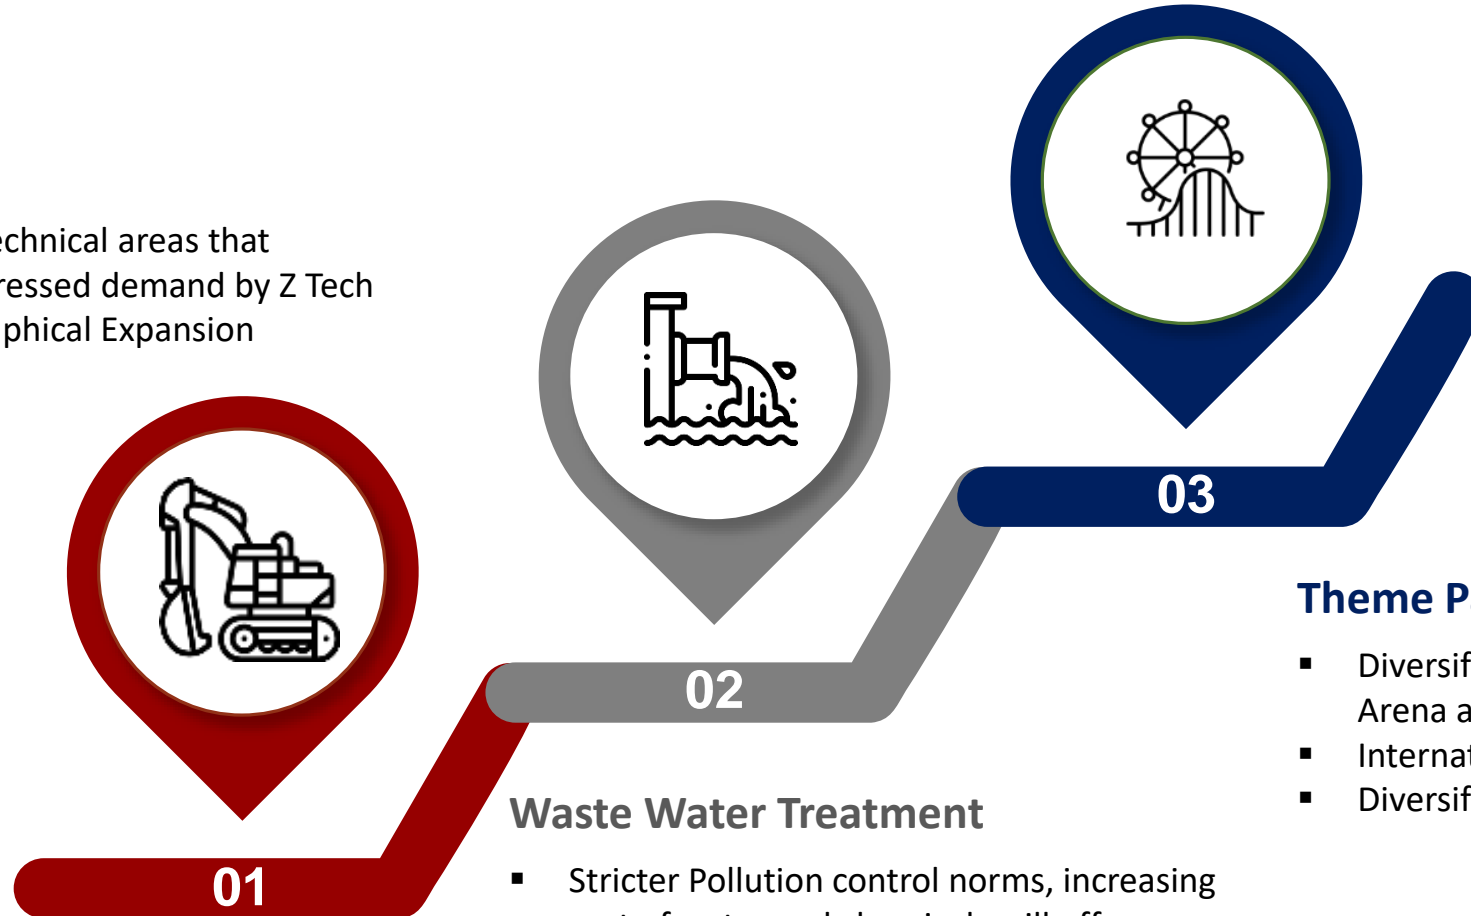 echnical areas that
ressed demand by Z Tech
phical Expansion
01
02
Waste Water Treatment
▪ Stricter Pollution control norms, increasing
03
Theme P
▪ Diversif
Arena a
▪ Internat
▪ Diversif